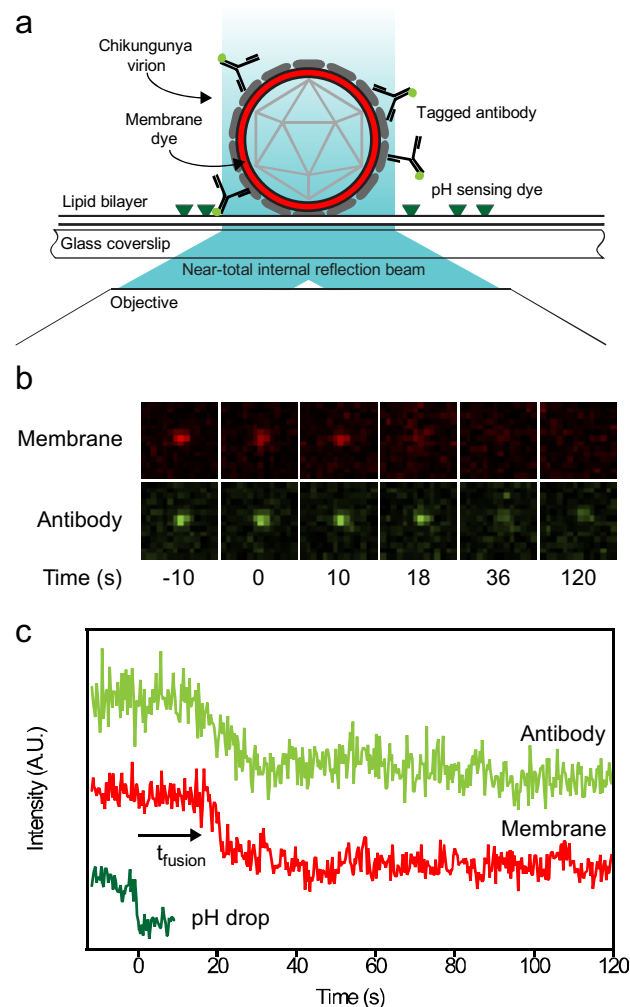 a
Chikungunya
virion
Membrane
dye
Tagged antibody
Lipid bilayer
pH sensing dye
Glass coverslip
Near-total internal reflection beam
Objective
b
Membrane
Antibody
Time (s)
-10
0
10
18
36
120
c
Intensity (A.U.)
Antibody
Membrane
tfusion
pH drop
0
20
40
60
80
100
120
Time (s)